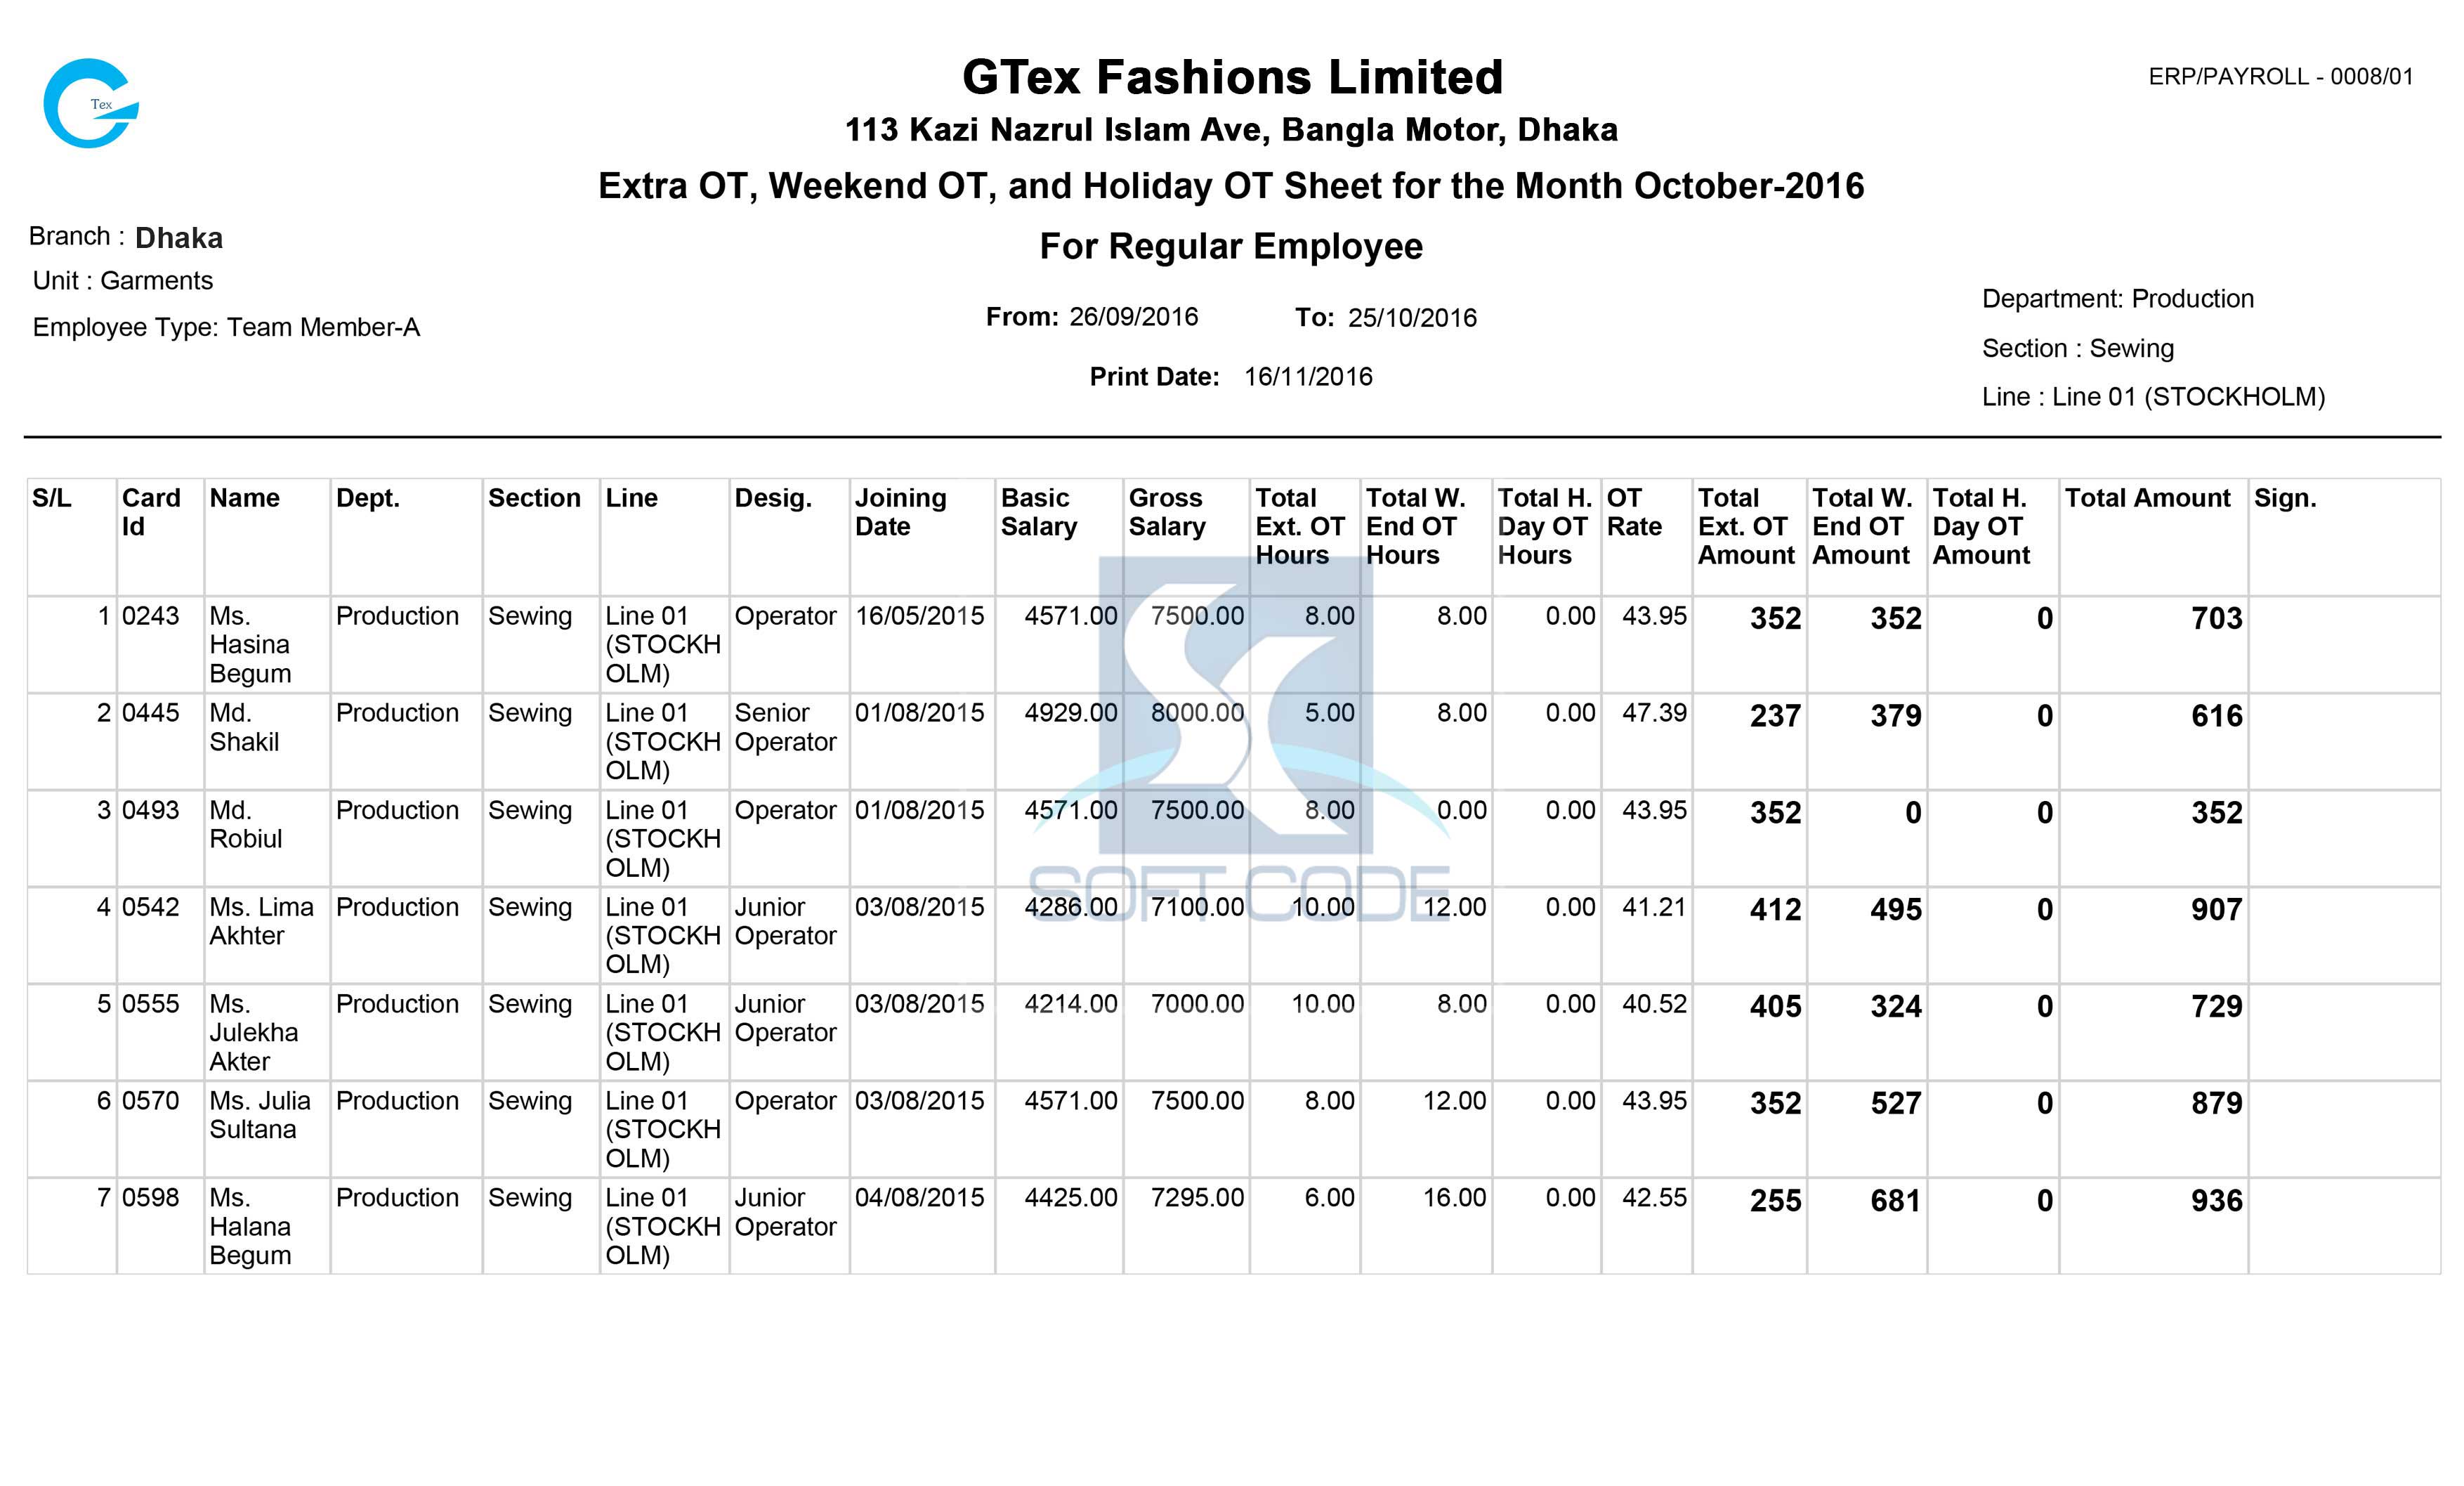 Tex
GTex Fashions Limited
ERP/PAYROLL - 0008/01
113 Kazi Nazrul Islam Ave, Bangla Motor, Dhaka
Extra OT, Weekend OT, and Holiday OT Sheet for the Month October-2016
Branch : Dhaka
For Regular Employee
Unit : Garments
Employee Type: Team Member-A
From: 26/09/2016 To: 25/10/2016
Print Date: 16/11/2016
Department: Production
Section : Sewing
Line : Line 01 (STOCKHOLM)
S/L Card Name Dept. Section Line Desig. Joining Basic Gross Total Total W. Total H. OT Total Total W. Total H. Total Amount Sign.
Id Date Salary Salary Ext. OT End OT Day OT Rate Ext. OT End OT Day OT
Hours Hours Hours Amount Amount Amount
1 0243 Ms. Production Sewing Line 01 Operator 16/05/2015 4571.00 7500.00 8.00 8.00 0.00 43.95 352 352 0 703
Hasina (STOCKH
Begum OLM)
2 0445 Md. Production Sewing Line 01 Senior 01/08/2015 4929.00 8000.00 5.00 8.00 0.00 47.39 237 379 0 616
Shakil (STOCKH Operator
OLM)
3 0493 Md. Production Sewing Line 01 Operator 01/08/2015 4571.00 7500.00 8.00 0.00 0.00 43.95 352 0 0 352
Robiul (STOCKH
OLM)
4 0542 Ms. Lima Production Sewing Line 01 Junior 03/08/2015 4286.00 7100.00 10.00 12.00 0.00 41.21 412 495 0 907
Akhter (STOCKH Operator
OLM)
5 0555 Ms. Production Sewing Line 01 Junior 03/08/2015 4214.00 7000.00 10.00 8.00 0.00 40.52 405 324 0 729
Julekha (STOCKH Operator
Akter OLM)
6 0570 Ms. Julia Production Sewing Line 01 Operator 03/08/2015 4571.00 7500.00 8.00 12.00 0.00 43.95 352 527 0 879
Sultana (STOCKH
OLM)
7 0598 Ms. Production Sewing Line 01 Junior 04/08/2015 4425.00 7295.00 6.00 16.00 0.00 42.55 255 681 0 936
Halana (STOCKH Operator
Begum OLM)
SOFT CODE